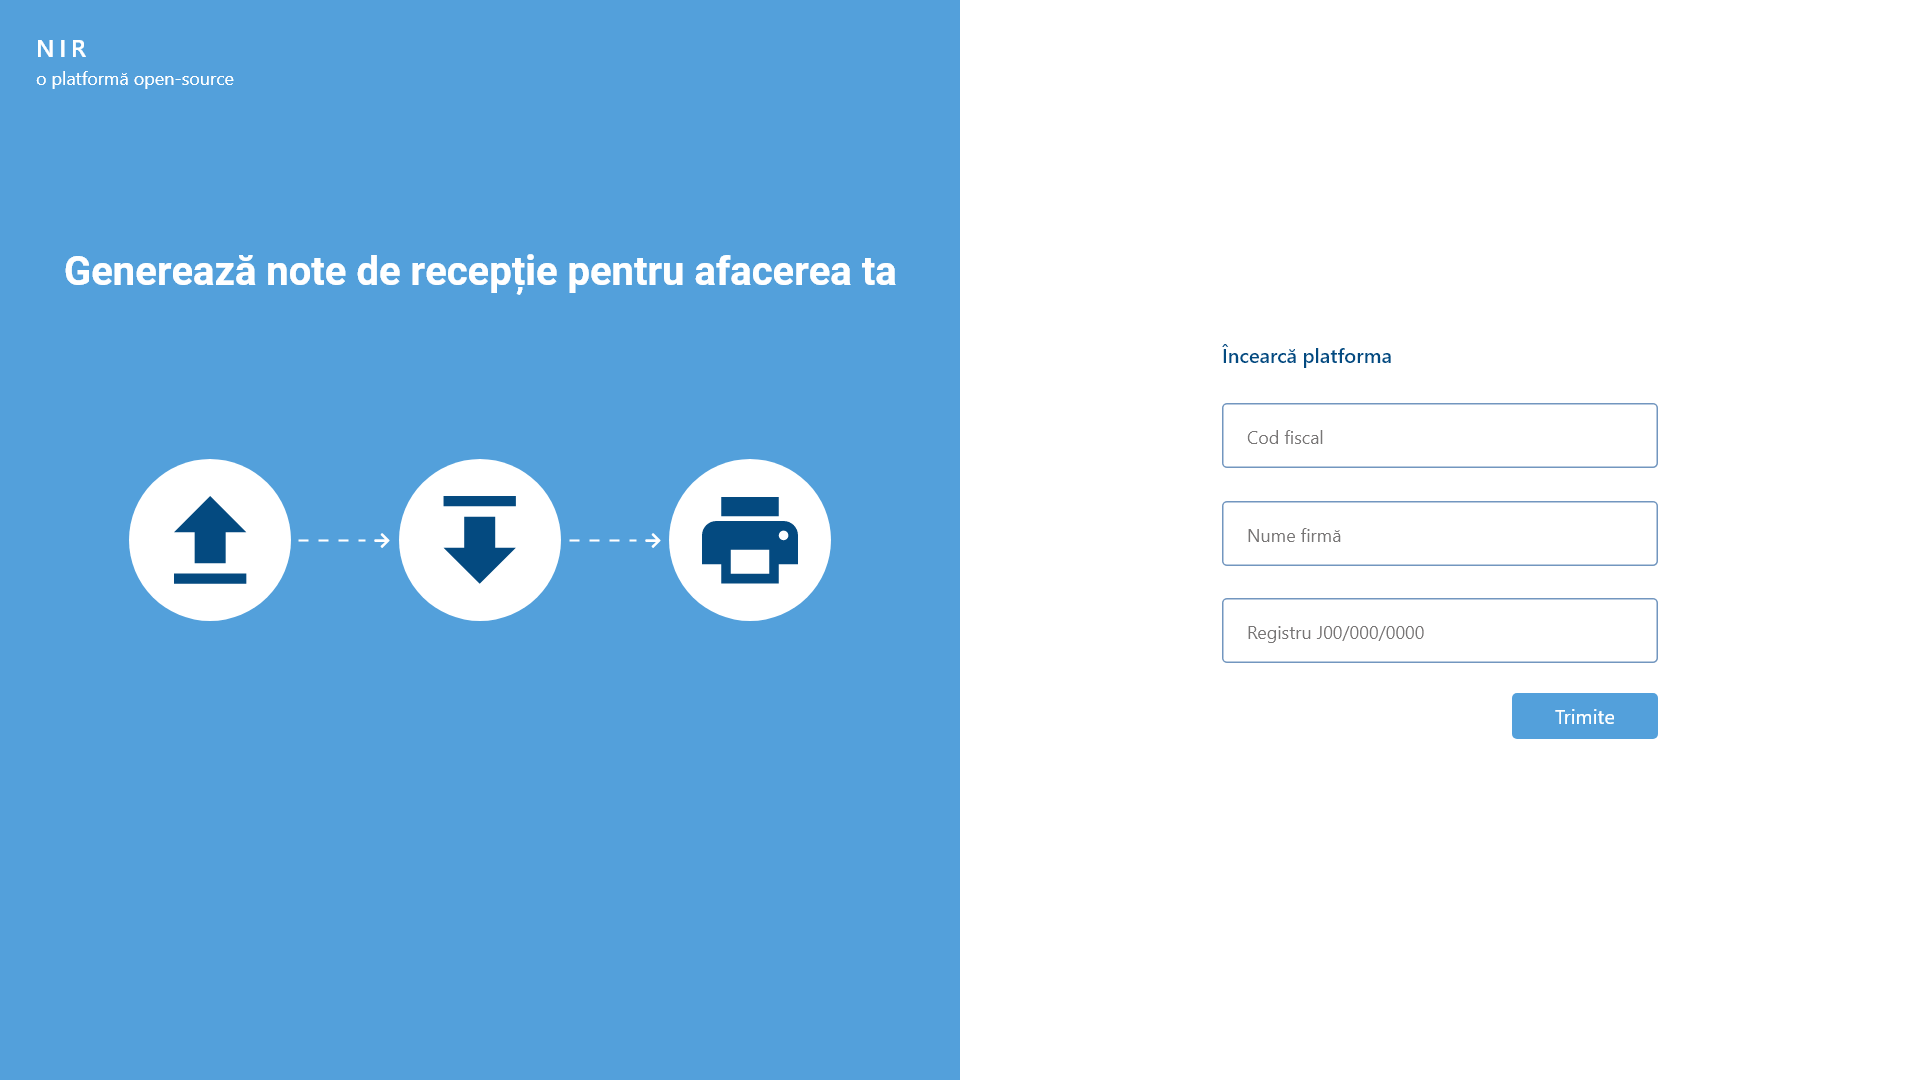 NIR
o platformă open-source
Generează note de recepție pentru afacerea ta
Încearcă platforma
Cod fiscal
Nume firmă
Registru J00/000/0000
Trimite